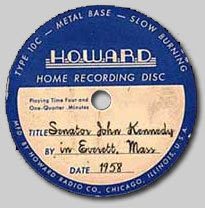 TYPE 10C — METAL BASE — SLOW BURNING
HOWARD
HOME RECORDING DISC
Playing Time Four and
One-Quarter Minutes
TITLE Senator John Kennedy
BY in Everett, Mass
DATE 1958
MFD. BY HOWARD RADIO CO., CHICAGO, ILLINOIS, U.S.A.